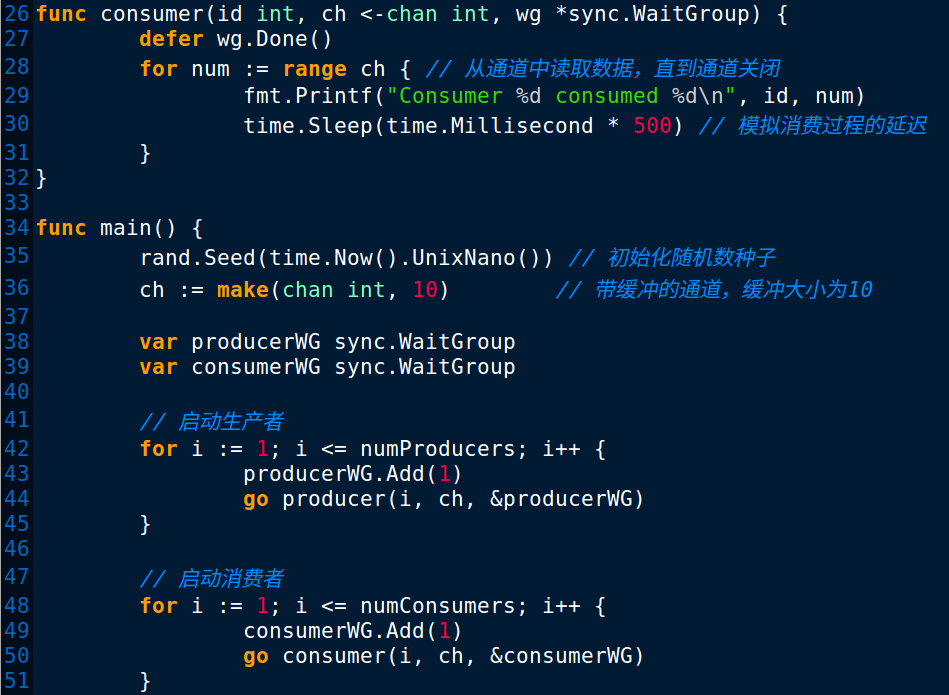 26 func consumer(id int, ch <-chan int, wg *sync.WaitGroup) {
27         defer wg.Done()
28         for num := range ch { // 从通道中读取数据，直到通道关闭
29                 fmt.Printf("Consumer %d consumed %d\n", id, num)
30                 time.Sleep(time.Millisecond * 500) // 模拟消费过程的延迟
31         }
32 }
33
34 func main() {
35         rand.Seed(time.Now().UnixNano()) // 初始化随机数种子
36         ch := make(chan int, 10)        // 带缓冲的通道，缓冲大小为10
37
38         var producerWG sync.WaitGroup
39         var consumerWG sync.WaitGroup
40
41         // 启动生产者
42         for i := 1; i <= numProducers; i++ {
43                 producerWG.Add(1)
44                 go producer(i, ch, &producerWG)
45         }
46
47         // 启动消费者
48         for i := 1; i <= numConsumers; i++ {
49                 consumerWG.Add(1)
50                 go consumer(i, ch, &consumerWG)
51         }